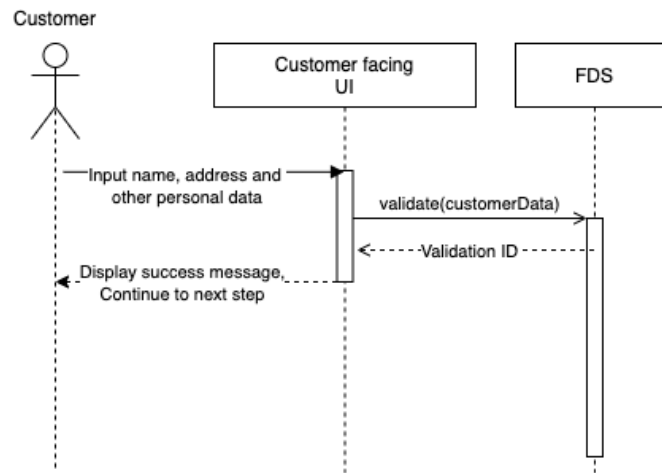 Customer
Customer facing
UI
FDS
Input name, address and
other personal data
validate(customerData)
Validation ID
Display success message,
Continue to next step